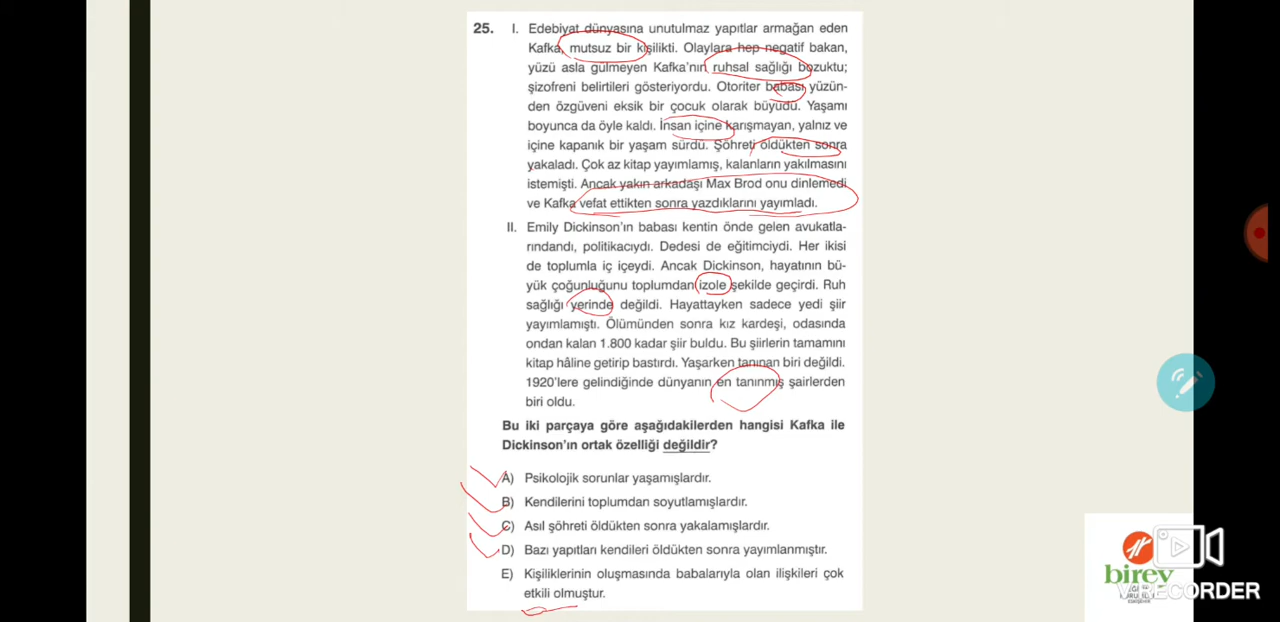 25. I. Edebiyat dünyasına unutulmaz yapıtlar armağan eden
Kafka, mutsuz bir kişilikti. Olaylara hep negatif bakan,
yüzü asla gülmeyen Kafka'nın ruhsal sağlığı bozuktu;
şizofreni belirtileri gösteriyordu. Otoriter babası yüzün-
den özgüveni eksik bir çocuk olarak büyüdü. Yaşamı
boyunca da öyle kaldı. İnsan içine karışmayan, yalnız ve
içine kapanık bir yaşam sürdü. Şöhreti öldükten sonra
yakaladı. Çok az kitap yayımlamış, kalanların yakılmasını
istemişti. Ancak yakın arkadaşı Max Brod onu dinlemedi
ve Kafka vefat ettikten sonra yazdıklarını yayımladı.
II. Emily Dickinson'ın babası kentin önde gelen avukatla-
rındandı, politikacıydı. Dedesi de eğitimciydi. Her ikisi
de toplumla iç içeydi. Ancak Dickinson, hayatının bü-
yük çoğunluğunu toplumdan izole şekilde geçirdi. Ruh
sağlığı yerinde değildi. Hayattayken sadece yedi şiir
yayımlamıştı. Ölümünden sonra kız kardeşi, odasında
ondan kalan 1.800 kadar şiir buldu. Bu şiirlerin tamamını
kitap hâline getirip bastırdı. Yaşarken tanınan biri değildi.
1920'lere gelindiğinde dünyanın en tanınmış şairlerden
biri oldu.
Bu iki parçaya göre aşağıdakilerden hangisi Kafka ile
Dickinson'ın ortak özelliği değildir?
A) Psikolojik sorunlar yaşamışlardır.
B) Kendilerini toplumdan soyutlamışlardır.
C) Asıl şöhreti öldükten sonra yakalamışlardır.
D) Bazı yapıtları kendileri öldükten sonra yayımlanmıştır.
E) Kişiliklerinin oluşmasında babalarıyla olan ilişkileri çok
etkili olmuştur.
birey
RECORDER